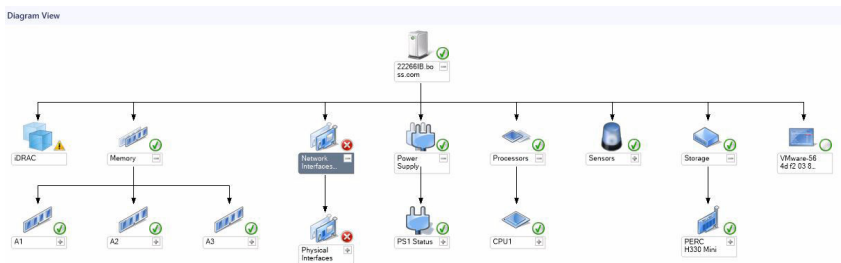 Diagram View
22266IB.bo
ss.com
iDRAC
Memory
Network
Interfaces...
Power
Supply
Processors
Sensors
Storage
VMware-56
4d f2 03 8...
A1
A2
A3
Physical
Interfaces
PS1 Status
CPU1
PERC
H330 Mini